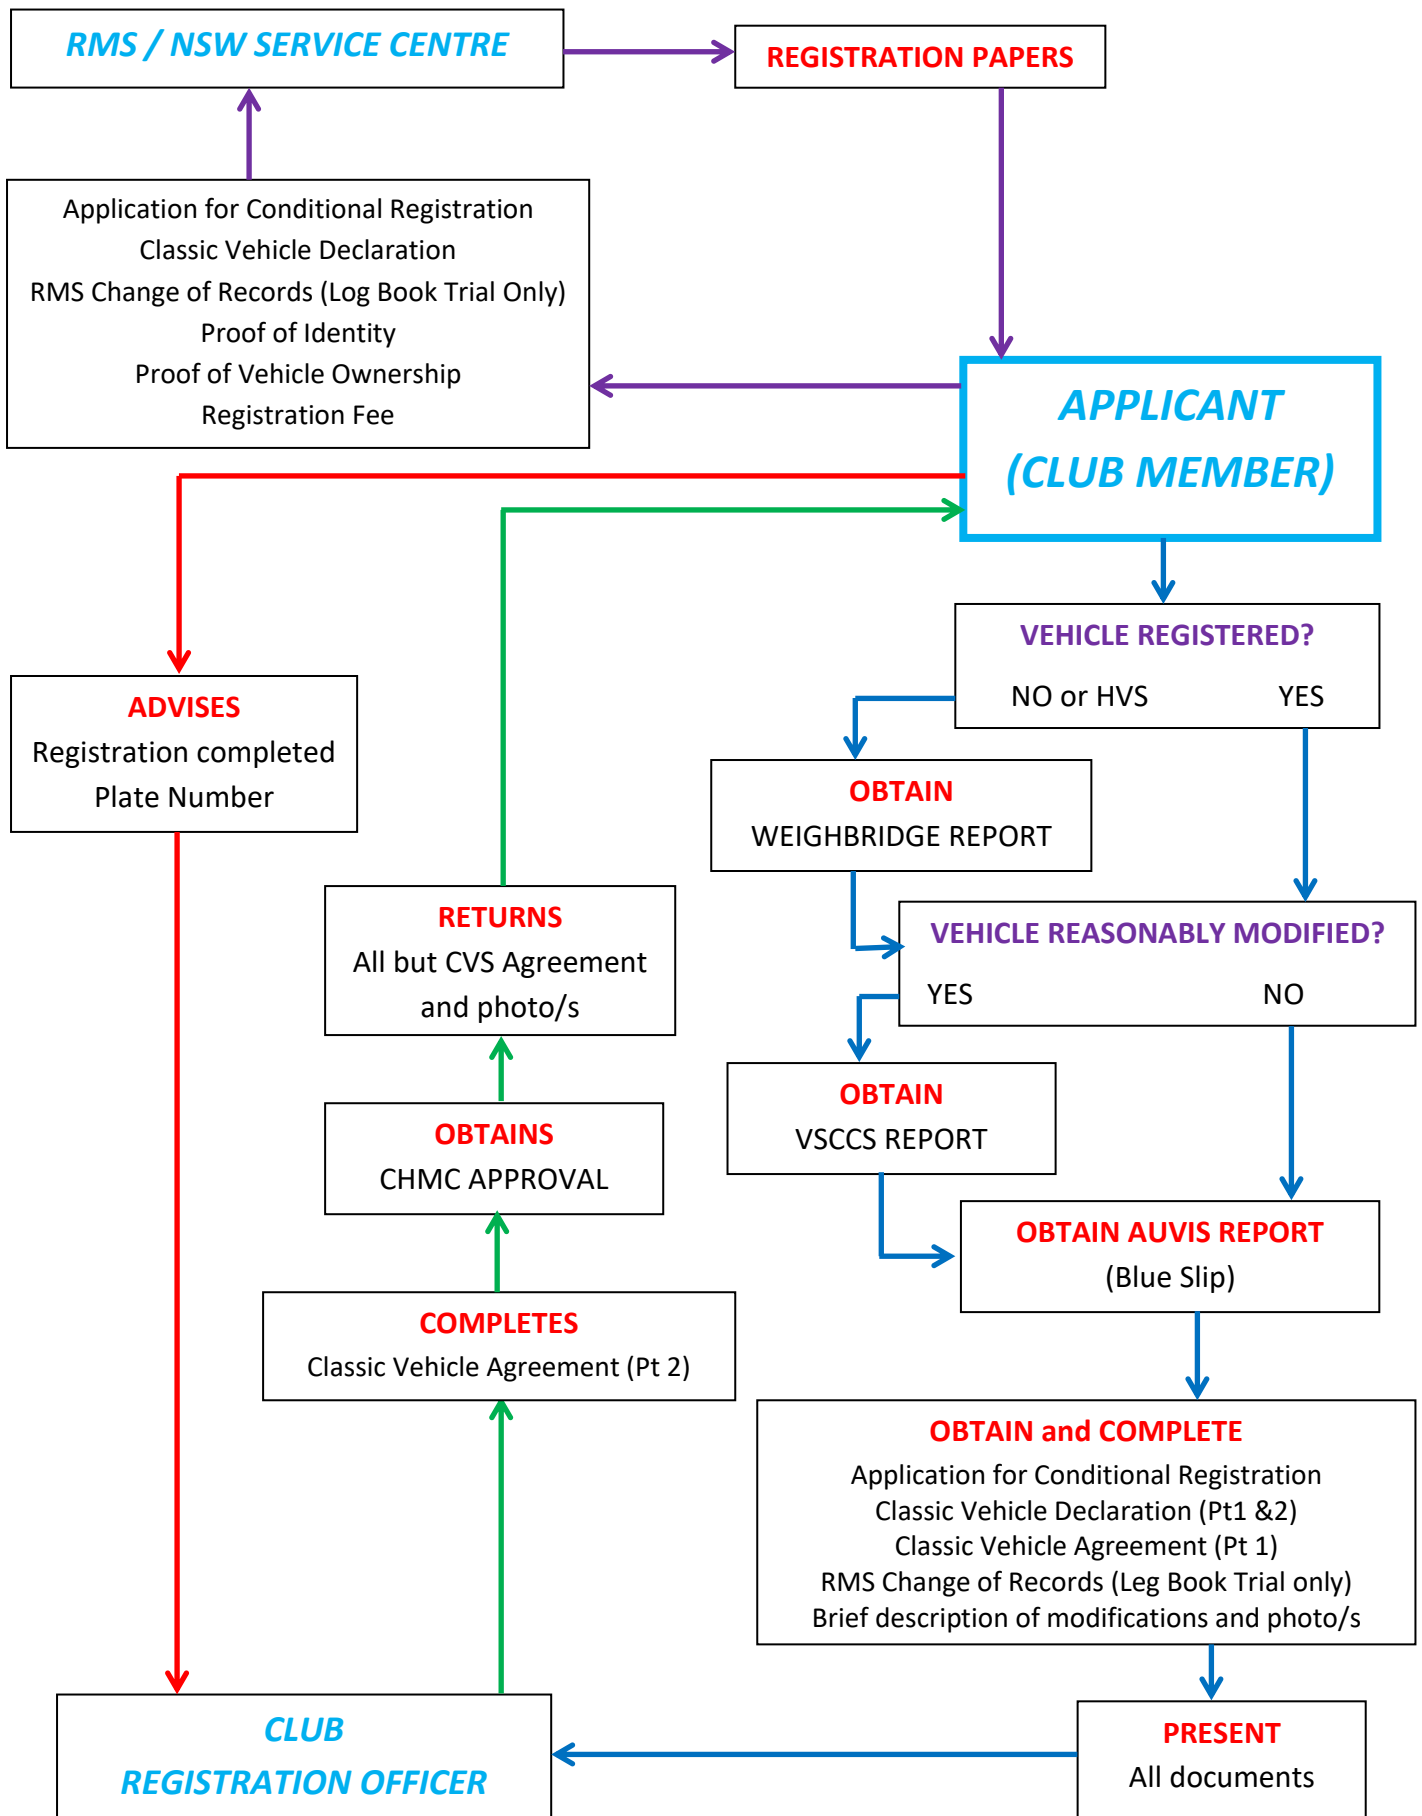 RMS / NSW SERVICE CENTRE
REGISTRATION PAPERS
Application for Conditional Registration
Classic Vehicle Declaration
RMS Change of Records (Log Book Trial Only)
Proof of Identity
Proof of Vehicle Ownership
Registration Fee
APPLICANT
(CLUB MEMBER)
VEHICLE REGISTERED?
NO or HVS YES
ADVISES
Registration completed
Plate Number
OBTAIN
WEIGHBRIDGE REPORT
RETURNS
All but CVS Agreement
and photo/s
VEHICLE REASONABLY MODIFIED?
YES NO
OBTAIN
VSCCS REPORT
OBTAINS
CHMC APPROVAL
OBTAIN AUVIS REPORT
(Blue Slip)
COMPLETES
Classic Vehicle Agreement (Pt 2)
OBTAIN and COMPLETE
Application for Conditional Registration
Classic Vehicle Declaration (Pt1 &2)
Classic Vehicle Agreement (Pt 1)
RMS Change of Records (Leg Book Trial only)
Brief description of modifications and photo/s
CLUB
REGISTRATION OFFICER
PRESENT
All documents